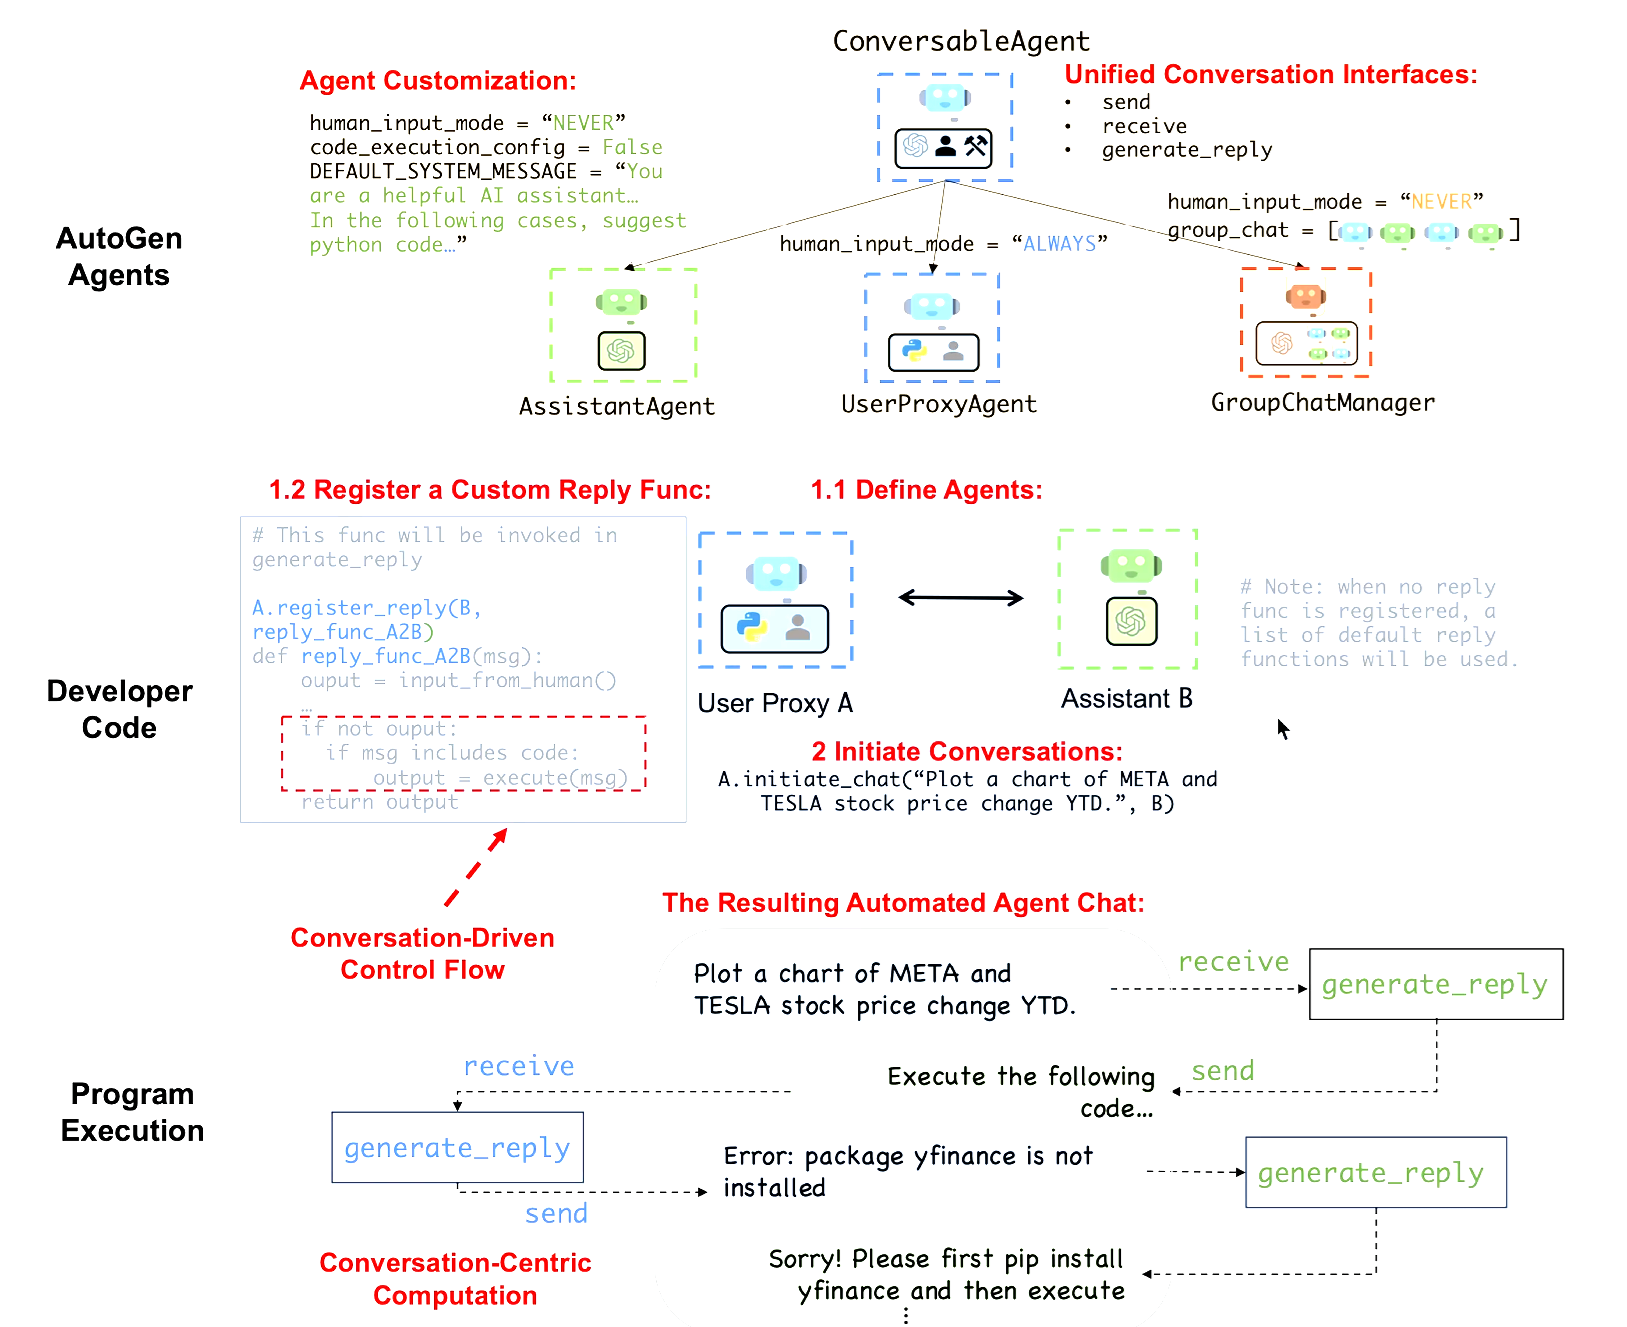 ConversableAgent
Agent Customization:
human_input_mode = “NEVER”
code_execution_config = False
DEFAULT_SYSTEM_MESSAGE = “You
are a helpful AI assistant…
In the following cases, suggest
python code…”
Unified Conversation Interfaces:
• send
• receive
• generate_reply
human_input_mode = “NEVER”
group_chat = [ ]
human_input_mode = “ALWAYS”
AutoGen
Agents
AssistantAgent
UserProxyAgent
GroupChatManager
1.2 Register a Custom Reply Func:
# This func will be invoked in
generate_reply
A.register_reply(B,
reply_func_A2B)
def reply_func_A2B(msg):
ouput = input_from_human()
…
if not ouput:
if msg includes code:
output = execute(msg)
return output
1.1 Define Agents:
User Proxy A
Assistant B
# Note: when no reply
func is registered, a
list of default reply
functions will be used.
Developer
Code
2 Initiate Conversations:
A.initiate_chat(“Plot a chart of META and
TESLA stock price change YTD.”, B)
Conversation-Driven
Control Flow
The Resulting Automated Agent Chat:
Plot a chart of META and
TESLA stock price change YTD.
receive
generate_reply
send
Execute the following
code…
receive
generate_reply
send
Program
Execution
Error: package yfinance is not
installed
generate_reply
Sorry! Please first pip install
yfinance and then execute
⋮
Conversation-Centric
Computation